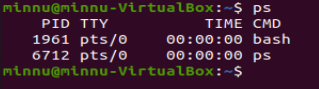 minnu@minnu-VirtualBox:~$ ps
    PID TTY          TIME CMD
   1961 pts/0    00:00:00 bash
   6712 pts/0    00:00:00 ps
minnu@minnu-VirtualBox:~$